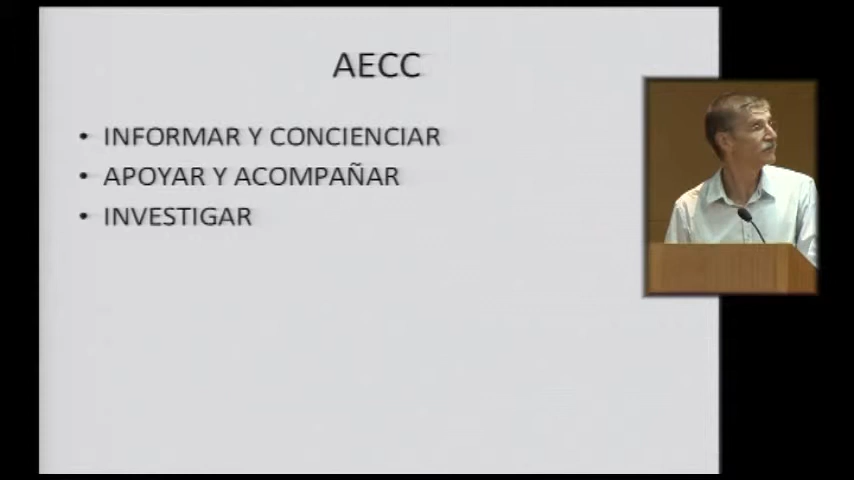 AECC
• INFORMAR Y CONCIENCIAR
• APOYAR Y ACOMPAÑAR
• INVESTIGAR